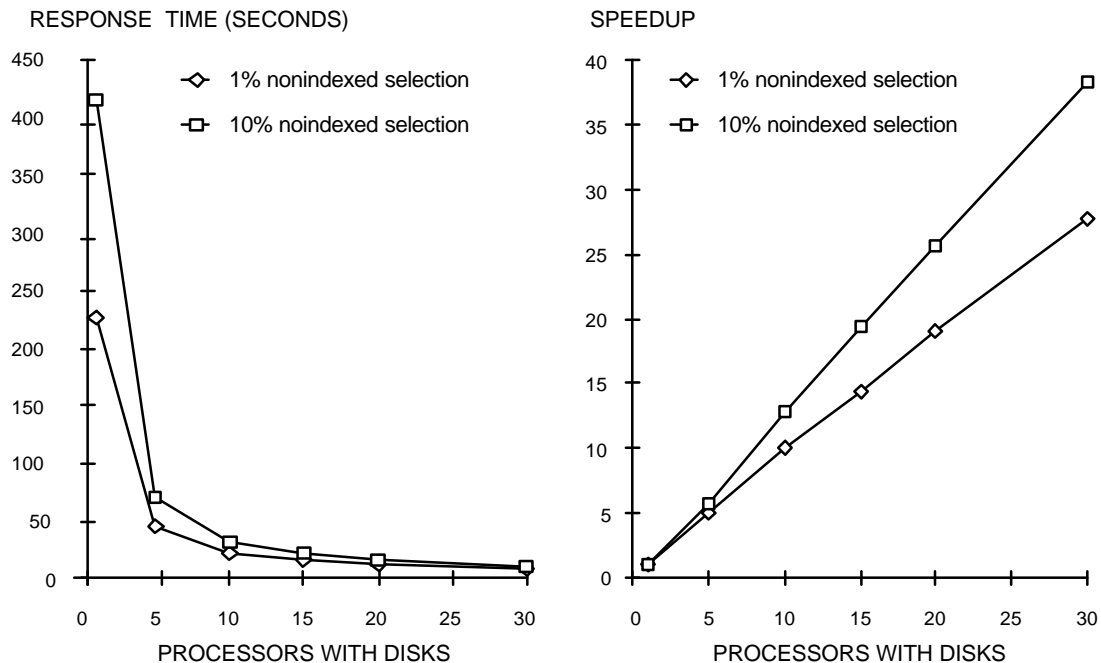 RESPONSE TIME (SECONDS)
450
400
350
300
250
200
150
100
50
0
1% nonindexed selection
10% noindexed selection
0 5 10 15 20 25 30
PROCESSORS WITH DISKS
SPEEDUP
40
35
30
25
20
15
10
5
0
1% nonindexed selection
10% noindexed selection
0 5 10 15 20 25 30
PROCESSORS WITH DISKS